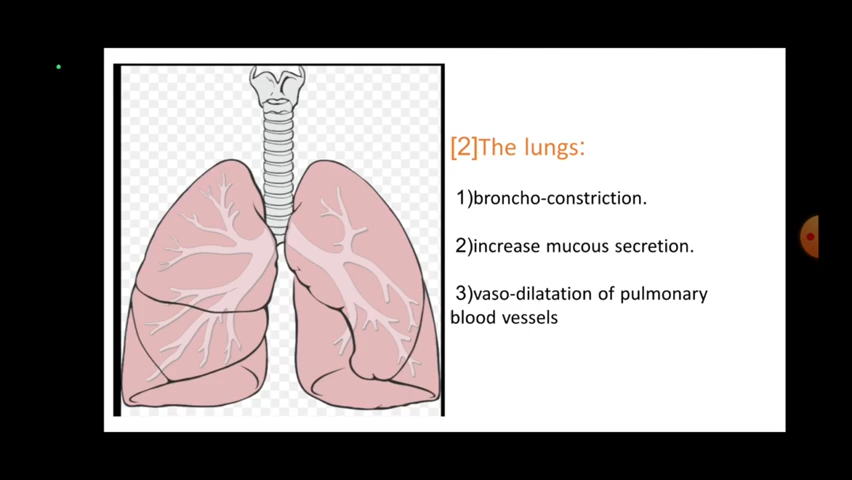 [2]The lungs:
1)broncho-constriction.
2)increase mucous secretion.
3)vaso-dilatation of pulmonary
blood vessels